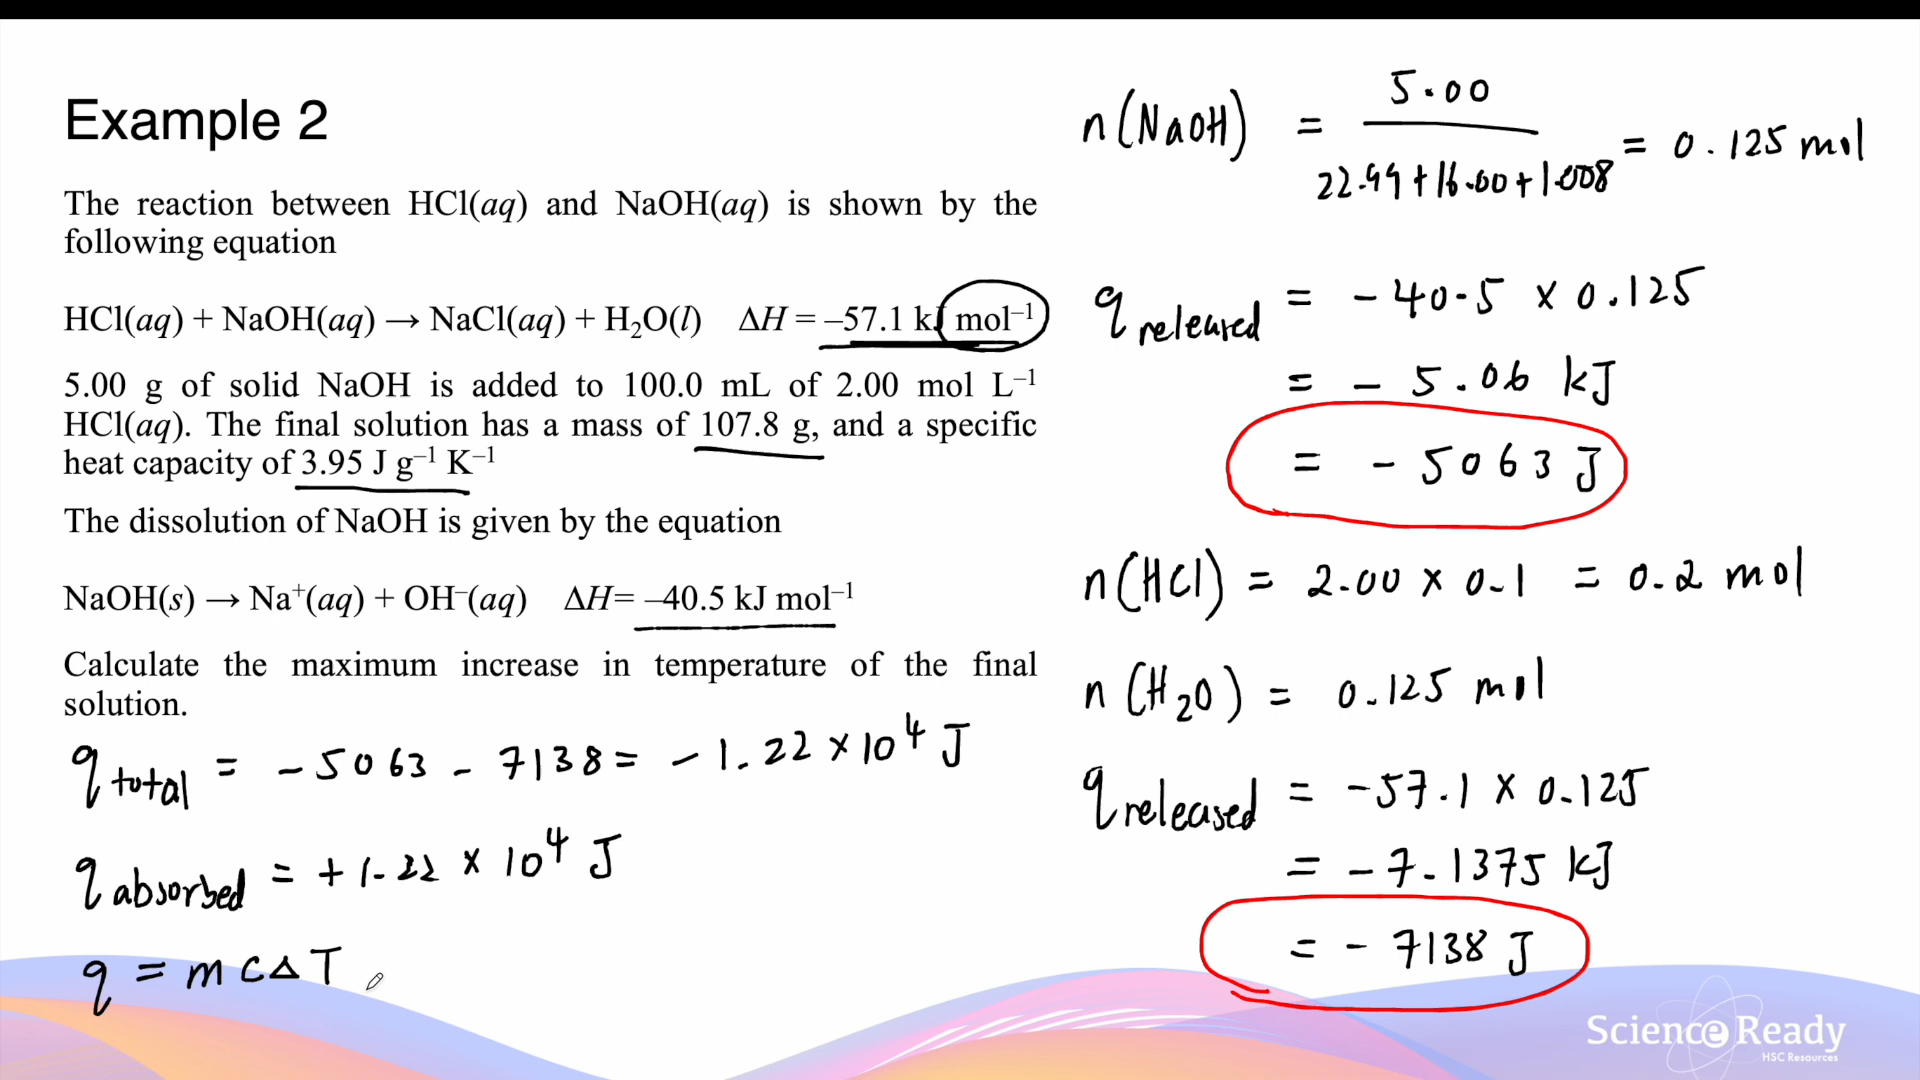 Example 2
The reaction between HCl(aq) and NaOH(aq) is shown by the
following equation
HCl(aq) + NaOH(aq) → NaCl(aq) + H₂O(l) ΔH = –57.1 kJ mol⁻¹
5.00 g of solid NaOH is added to 100.0 mL of 2.00 mol L⁻¹
HCl(aq). The final solution has a mass of 107.8 g, and a specific
heat capacity of 3.95 J g⁻¹ K⁻¹
The dissolution of NaOH is given by the equation
NaOH(s) → Na⁺(aq) + OH⁻(aq) ΔH= –40.5 kJ mol⁻¹
Calculate the maximum increase in temperature of the final
solution.
q total = - 5063 - 7138 = - 1.22 × 10⁴ J
q absorbed = + 1.22 × 10⁴ J
q = m c Δ T
n(NaOH) = 5.00 / 22.99 + 16.00 + 1.008 = 0.125 mol
q released = - 40.5 × 0.125
= - 5.06 kJ
= - 5063 J
n(HCl) = 2.00 × 0.1 = 0.2 mol
n(H₂O) = 0.125 mol
q released = -57.1 × 0.125
= - 7.1375 kJ
= - 7138 J
Science Ready
HSC Resources